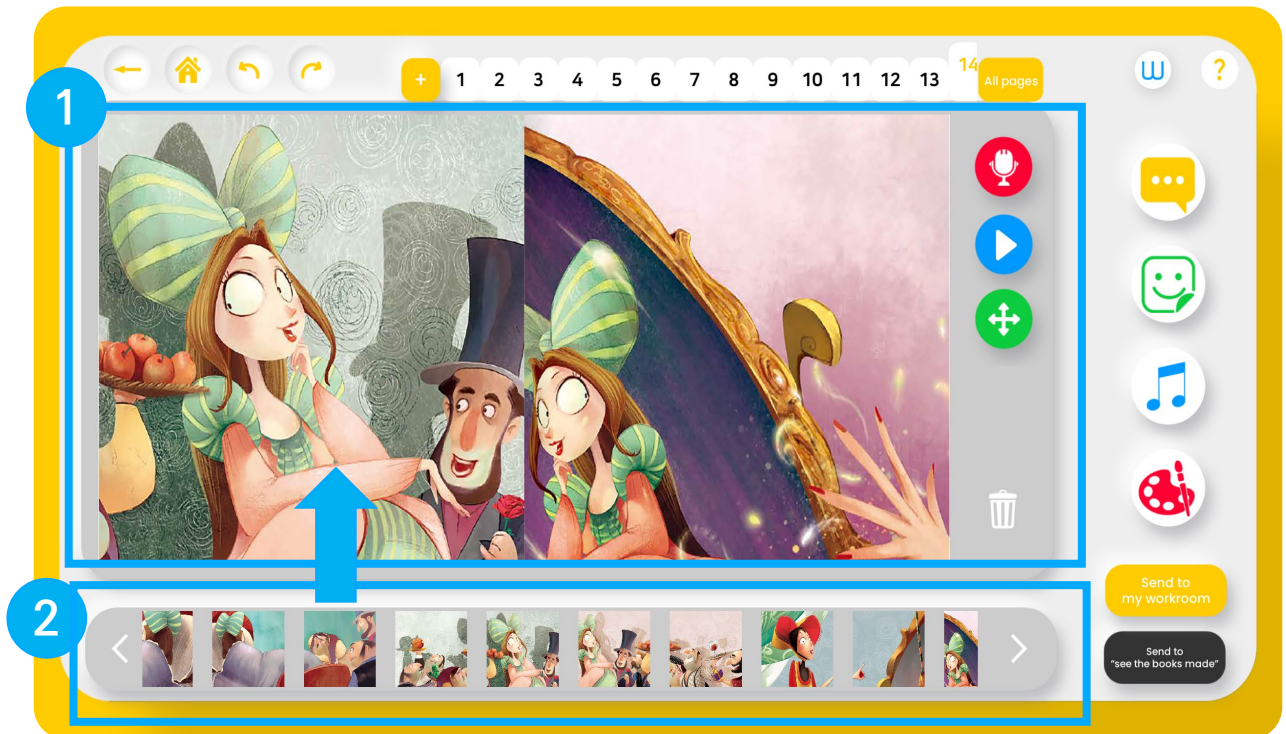 + 1 2 3 4 5 6 7 8 9 10 11 12 13 14 All pages
W ?
1
2
Send to
my workroom
Send to
“see the books made”